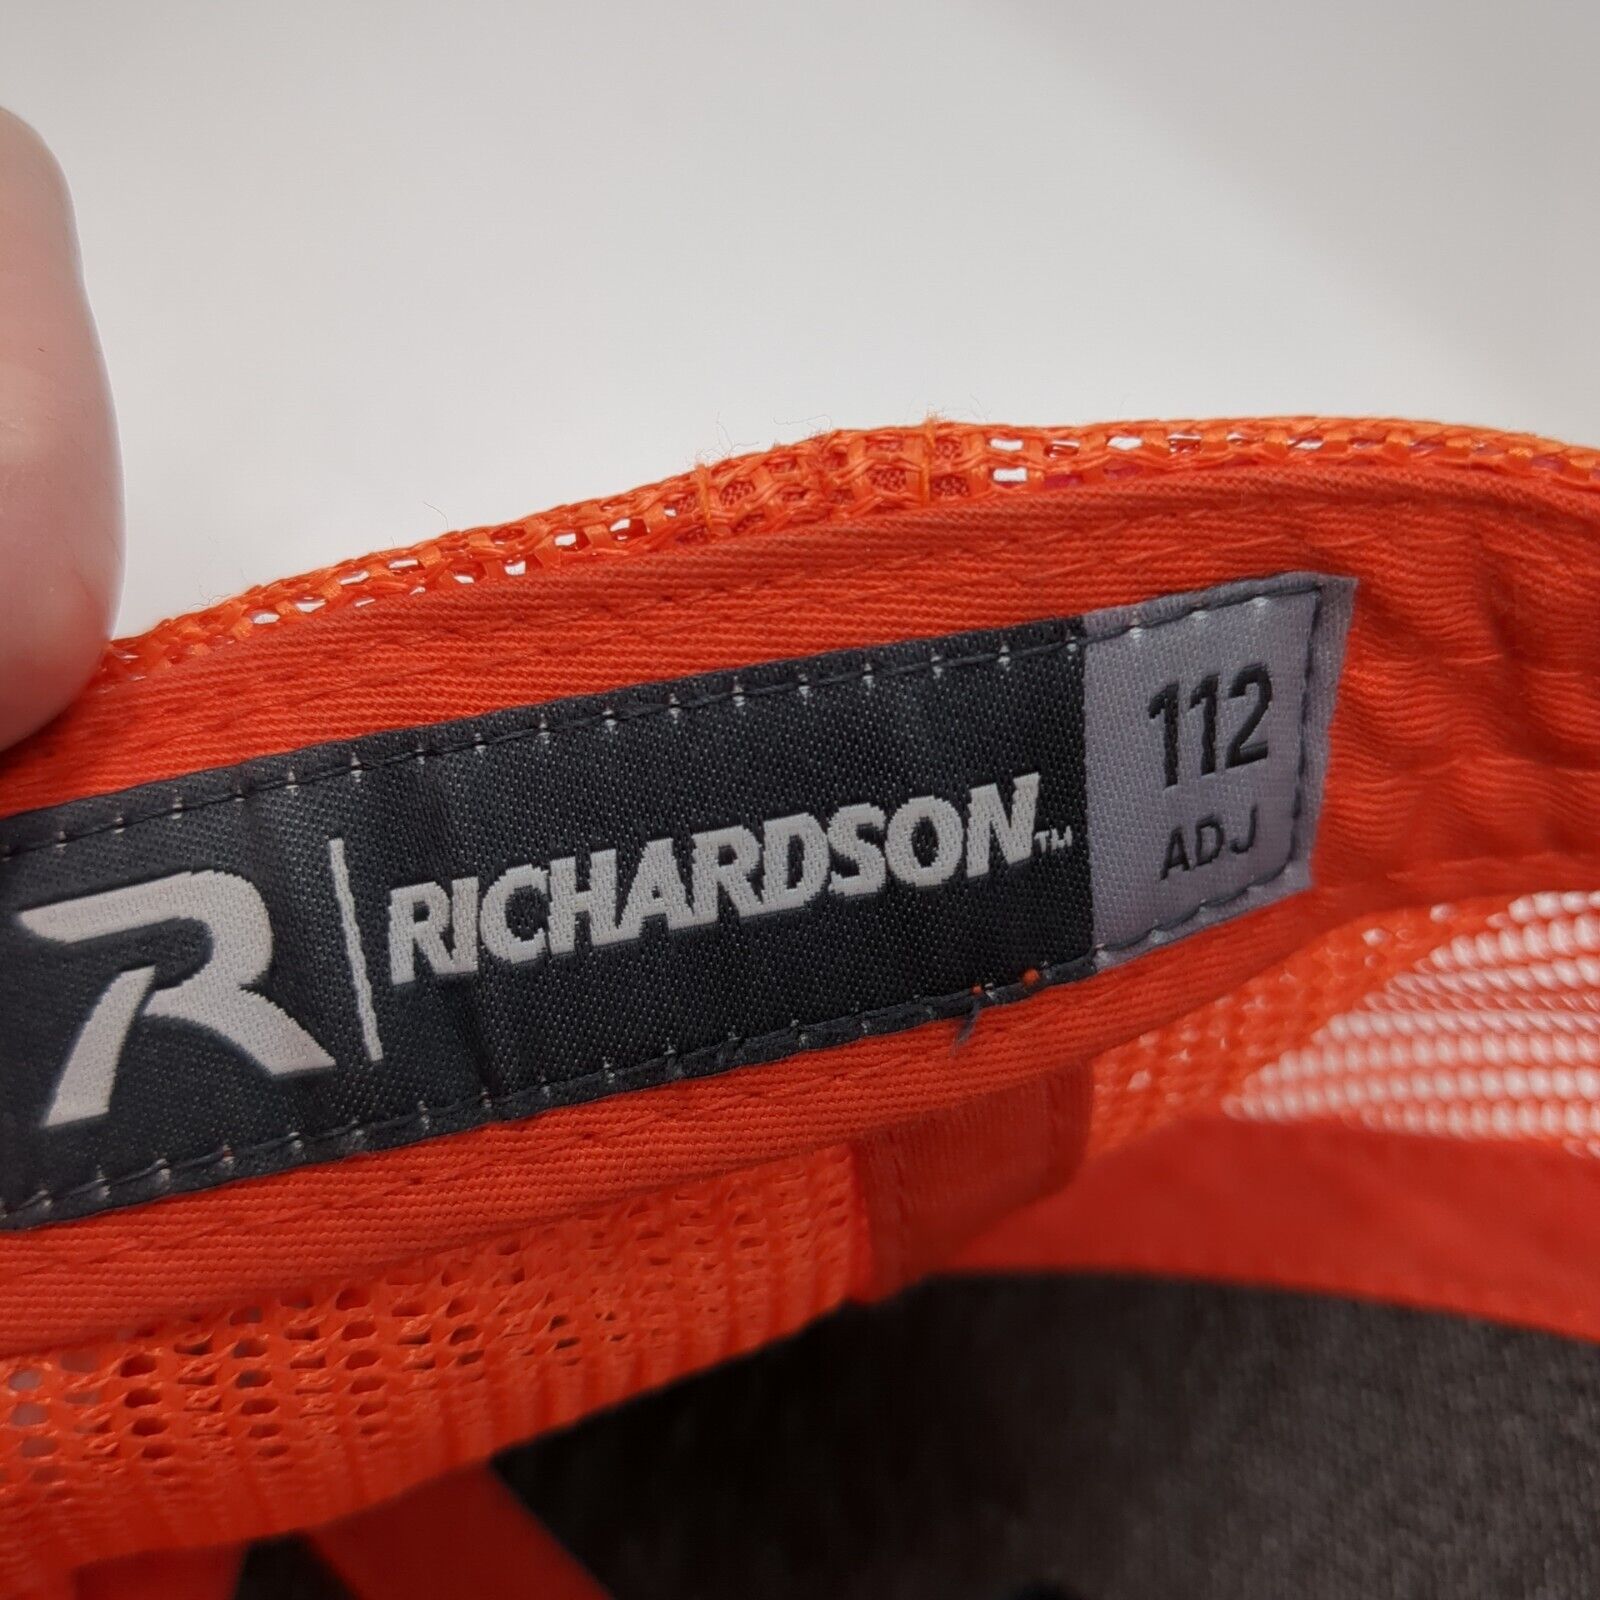 R | RICHARDSON™
112
ADJ